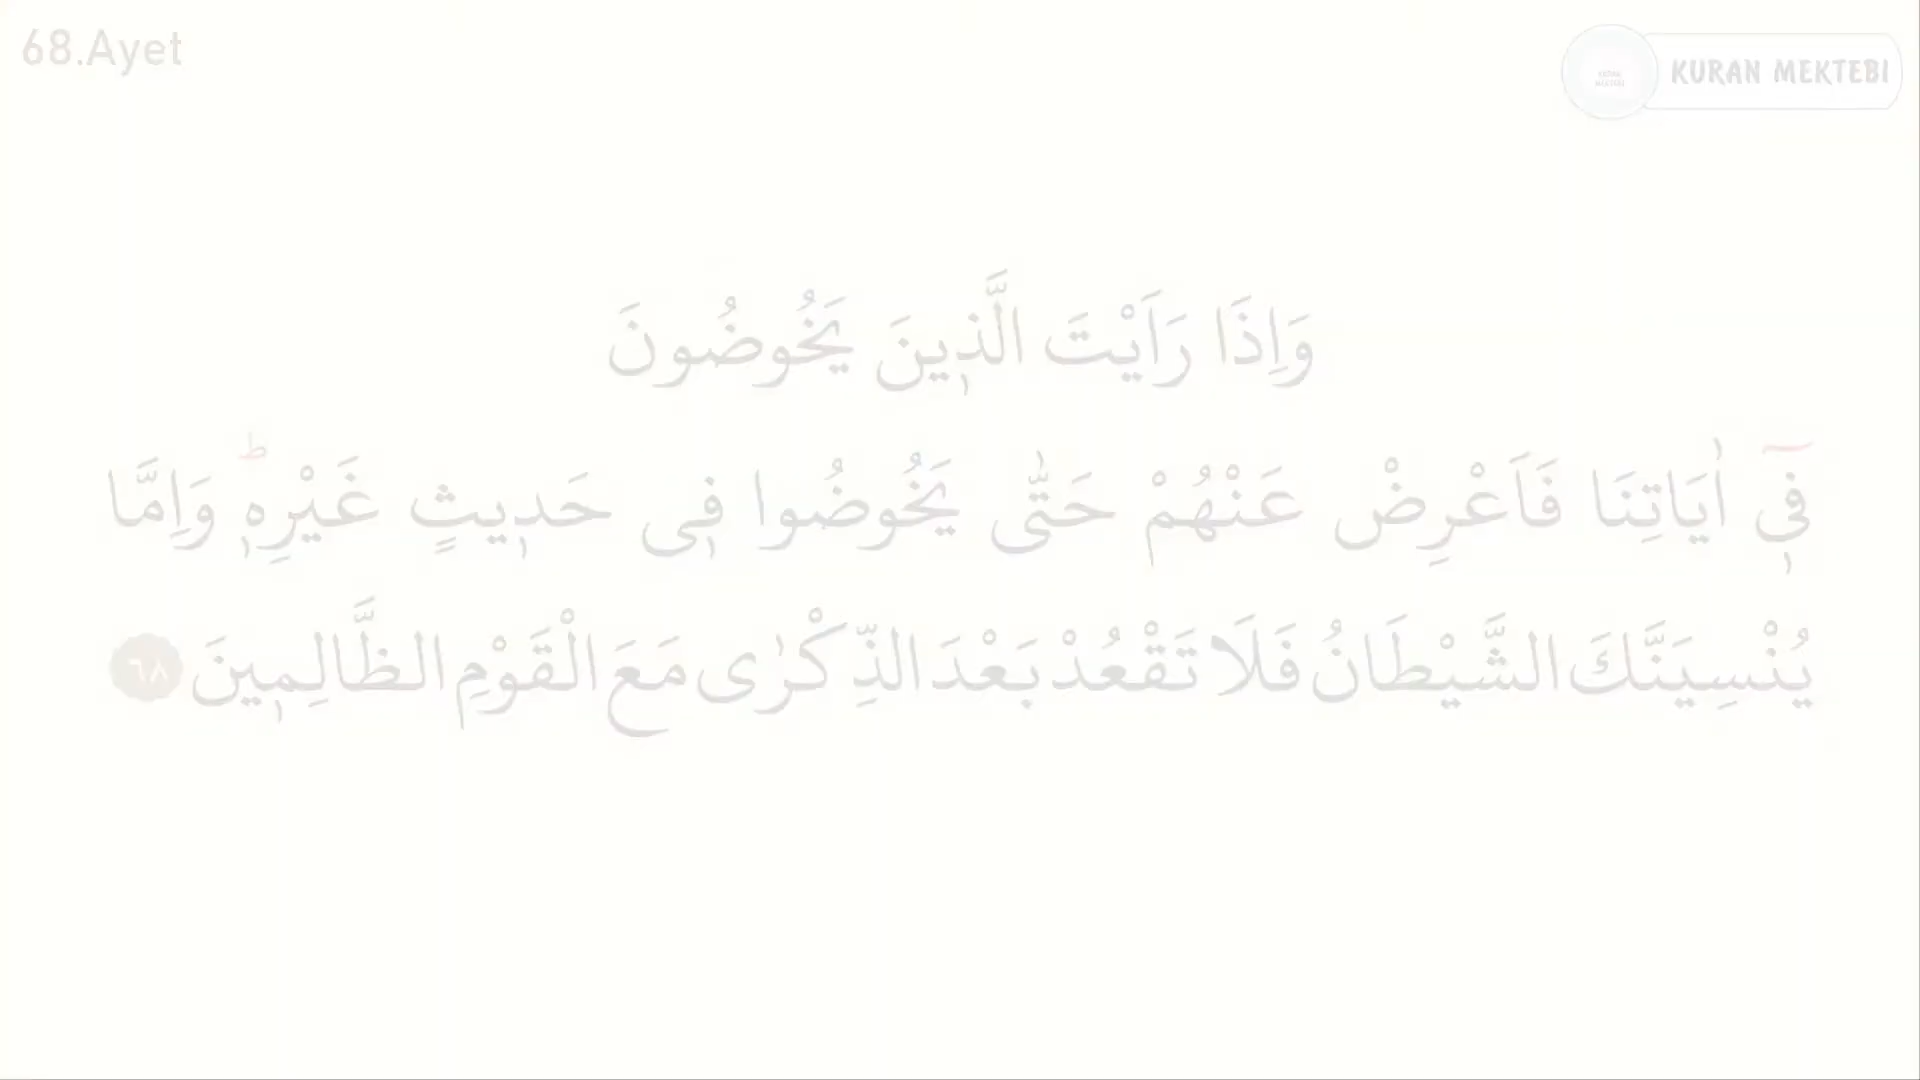 68.Ayet
KURAN MEKTEBI
وَاِذَا رَاَيْتَ الَّذ۪ينَ يَخُوضُونَ
ف۪ٓي اٰيَاتِنَا فَاَعْرِضْ عَنْهُمْ حَتّٰى يَخُوضُوا ف۪ي حَد۪يثٍ غَيْرِه۪ۜ وَاِمَّا
يُنْسِيَنَّكَ الشَّيْطَانُ فَلَا تَقْعُدْ بَعْدَ الذِّكْرٰى مَعَ الْقَوْمِ الظَّالِم۪ينَ ٦٨